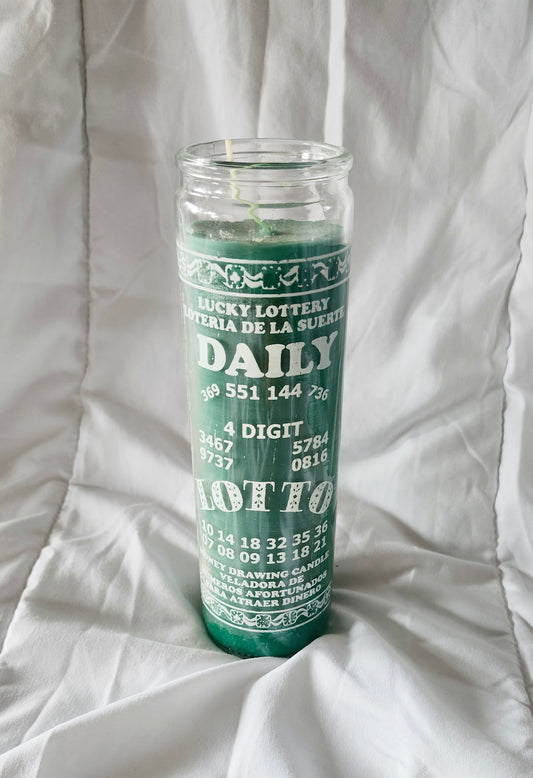 LUCKY LOTTERY
LOTERIA DE LA SUERTE
DAILY
369 551 144 736
4 DIGIT
3467 5784
9737 0816
LOTTO
10 14 18 32 35 36
07 08 09 13 18 21
MONEY DRAWING CANDLE
VELADORA DE
NUMEROS AFORTUNADOS
PARA ATRAER DINERO